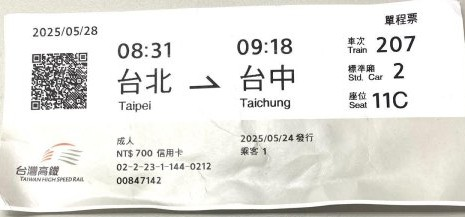 單程票
2025/05/28
08:31 09:18
車次 Train 207
台北 台中
標準廂 Std. Car 2
Taipei Taichung
座位 Seat 11C
成人
2025/05/24 發行
NT$ 700 信用卡
乘客 1
02-2-23-1-144-0212
00847142
台灣高鐵
TAIWAN HIGH SPEED RAIL